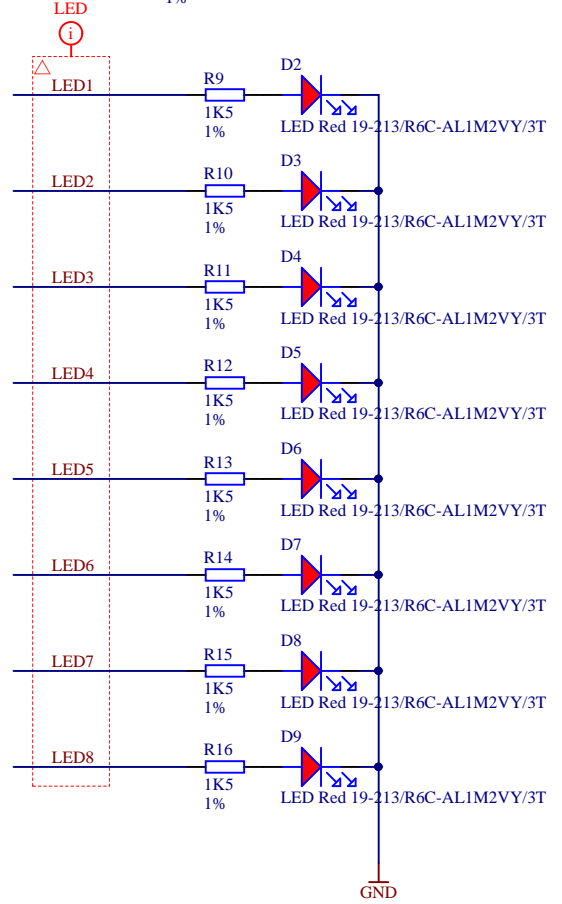 1%
LED
i
LED1
R9
1K5
1%
D2
LED Red 19-213/R6C-AL1M2VY/3T
LED2
R10
1K5
1%
D3
LED Red 19-213/R6C-AL1M2VY/3T
LED3
R11
1K5
1%
D4
LED Red 19-213/R6C-AL1M2VY/3T
LED4
R12
1K5
1%
D5
LED Red 19-213/R6C-AL1M2VY/3T
LED5
R13
1K5
1%
D6
LED Red 19-213/R6C-AL1M2VY/3T
LED6
R14
1K5
1%
D7
LED Red 19-213/R6C-AL1M2VY/3T
LED7
R15
1K5
1%
D8
LED Red 19-213/R6C-AL1M2VY/3T
LED8
R16
1K5
1%
D9
LED Red 19-213/R6C-AL1M2VY/3T
GND